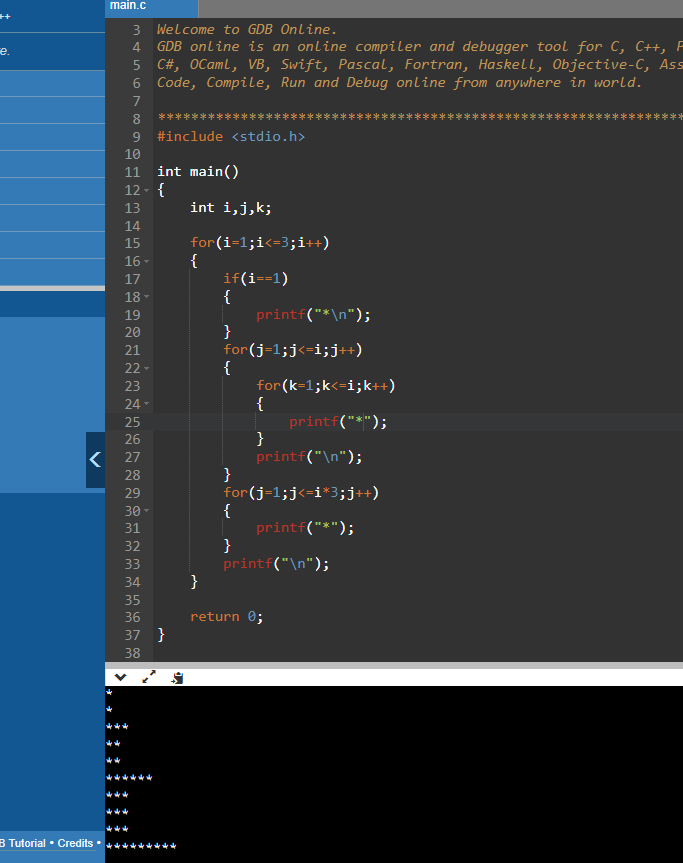 ++
e.
main.c
3 Welcome to GDB Online.
4 GDB online is an online compiler and debugger tool for C, C++, P
5 C#, OCaml, VB, Swift, Pascal, Fortran, Haskell, Objective-C, Ass
6 Code, Compile, Run and Debug online from anywhere in world.
7
8 ****************************************************************
9 #include <stdio.h>
10
11 int main()
12 {
13     int i,j,k;
14
15     for(i=1;i<=3;i++)
16     {
17         if(i==1)
18         {
19             printf("*\n");
20         }
21         for(j=1;j<=i;j++)
22         {
23             for(k=1;k<=i;k++)
24             {
25                 printf("*");
26             }
27             printf("\n");
28         }
29         for(j=1;j<=i*3;j++)
30         {
31             printf("*");
32         }
33         printf("\n");
34     }
35
36     return 0;
37 }
38
*
*
***
**
**
******
***
***
***
*********
B Tutorial • Credits •